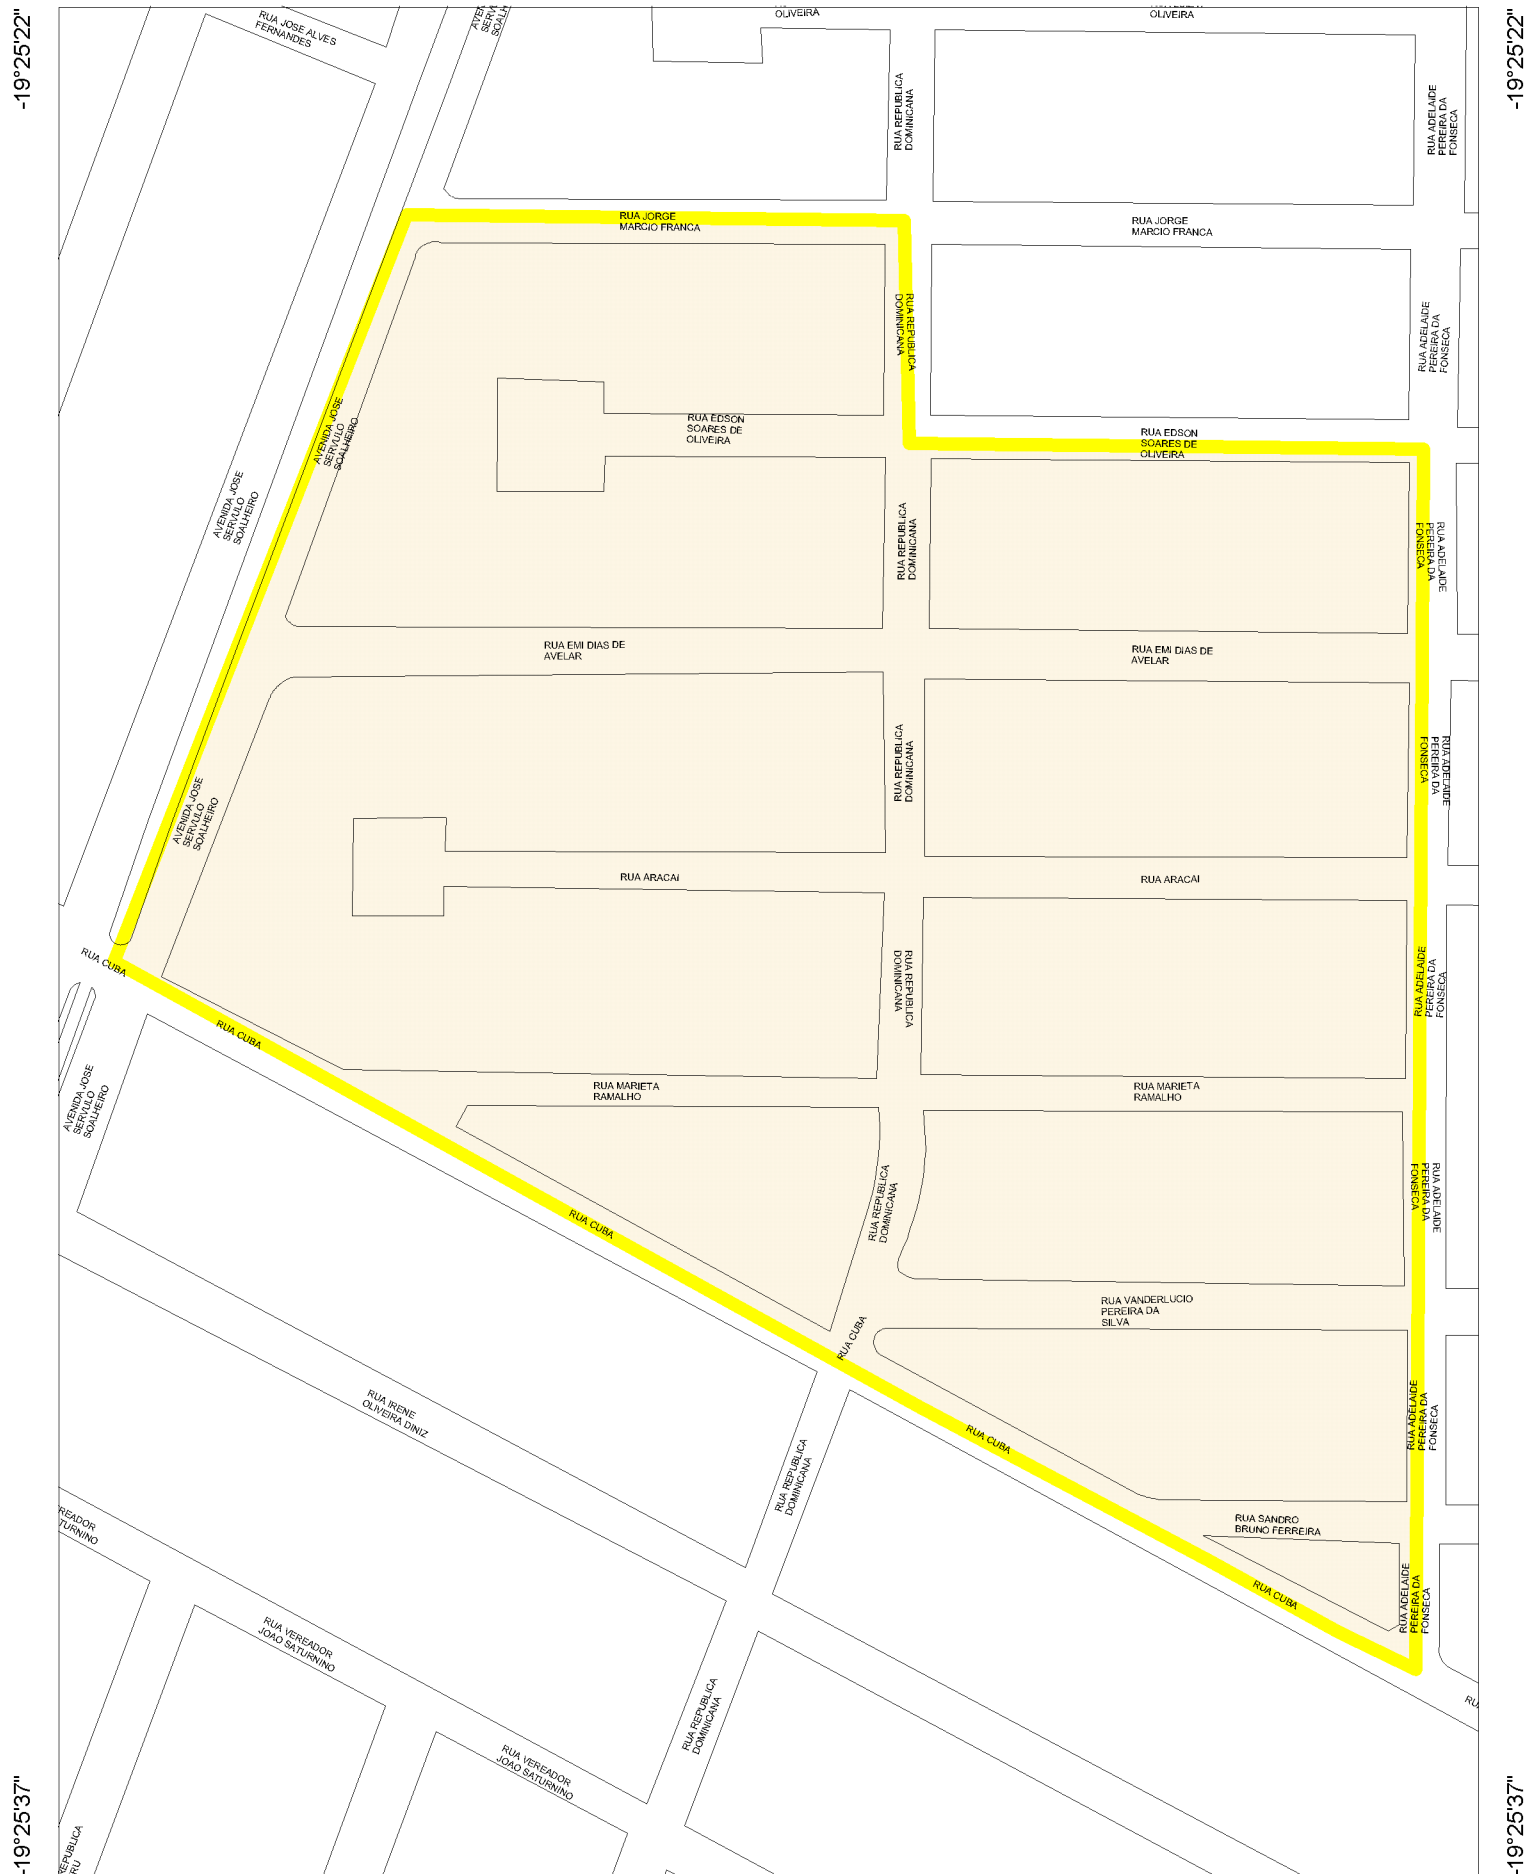 -19°25'22"
-19°25'22"
RUA JOSE ALVES
FERNANDES
SERV
SOALH
OLIVEIRA
OLIVEIRA
RUA REPUBLICA
DOMINICANA
RUA ADELAIDE
PEREIRA DA
FONSECA
RUA JORGE
MARCIO FRANCA
RUA JORGE
MARCIO FRANCA
RUA REPUBLICA
DOMINICANA
RUA ADELAIDE
PEREIRA DA
FONSECA
AVENIDA JOSE
SERVULO
SOALHEIRO
RUA EDSON
SOARES DE
OLIVEIRA
RUA EDSON
SOARES DE
OLIVEIRA
AVENIDA JOSE
SERVULO
SOALHEIRO
RUA REPUBLICA
DOMINICANA
RUA ADELAIDE
PEREIRA DA
FONSECA
RUA EMI DIAS DE
AVELAR
RUA EMI DIAS DE
AVELAR
RUA REPUBLICA
DOMINICANA
RUA ADELAIDE
PEREIRA DA
FONSECA
AVENIDA JOSE
SERVULO
SOALHEIRO
RUA ARACAI
RUA ARACAI
RUA CUBA
RUA REPUBLICA
DOMINICANA
RUA ADELAIDE
PEREIRA DA
FONSECA
RUA CUBA
AVENIDA JOSE
SERVULO
SOALHEIRO
RUA MARIETA
RAMALHO
RUA MARIETA
RAMALHO
RUA CUBA
RUA REPUBLICA
DOMINICANA
RUA ADELAIDE
PEREIRA DA
FONSECA
RUA VANDERLUCIO
PEREIRA DA
SILVA
RUA CUBA
RUA IRENE
OLIVEIRA DINIZ
RUA CUBA
RUA ADELAIDE
PEREIRA DA
FONSECA
RUA REPUBLICA
DOMINICANA
READOR
TURNINO
RUA SANDRO
BRUNO FERREIRA
RUA CUBA
RUA ADELAIDE
PEREIRA DA
FONSECA
RUA VEREADOR
JOAO SATURNINO
RUA REPUBLICA
DOMINICANA
RUA
RUA VEREADOR
JOAO SATURNINO
EPUBLICA
RU
-19°25'37"
-19°25'37"